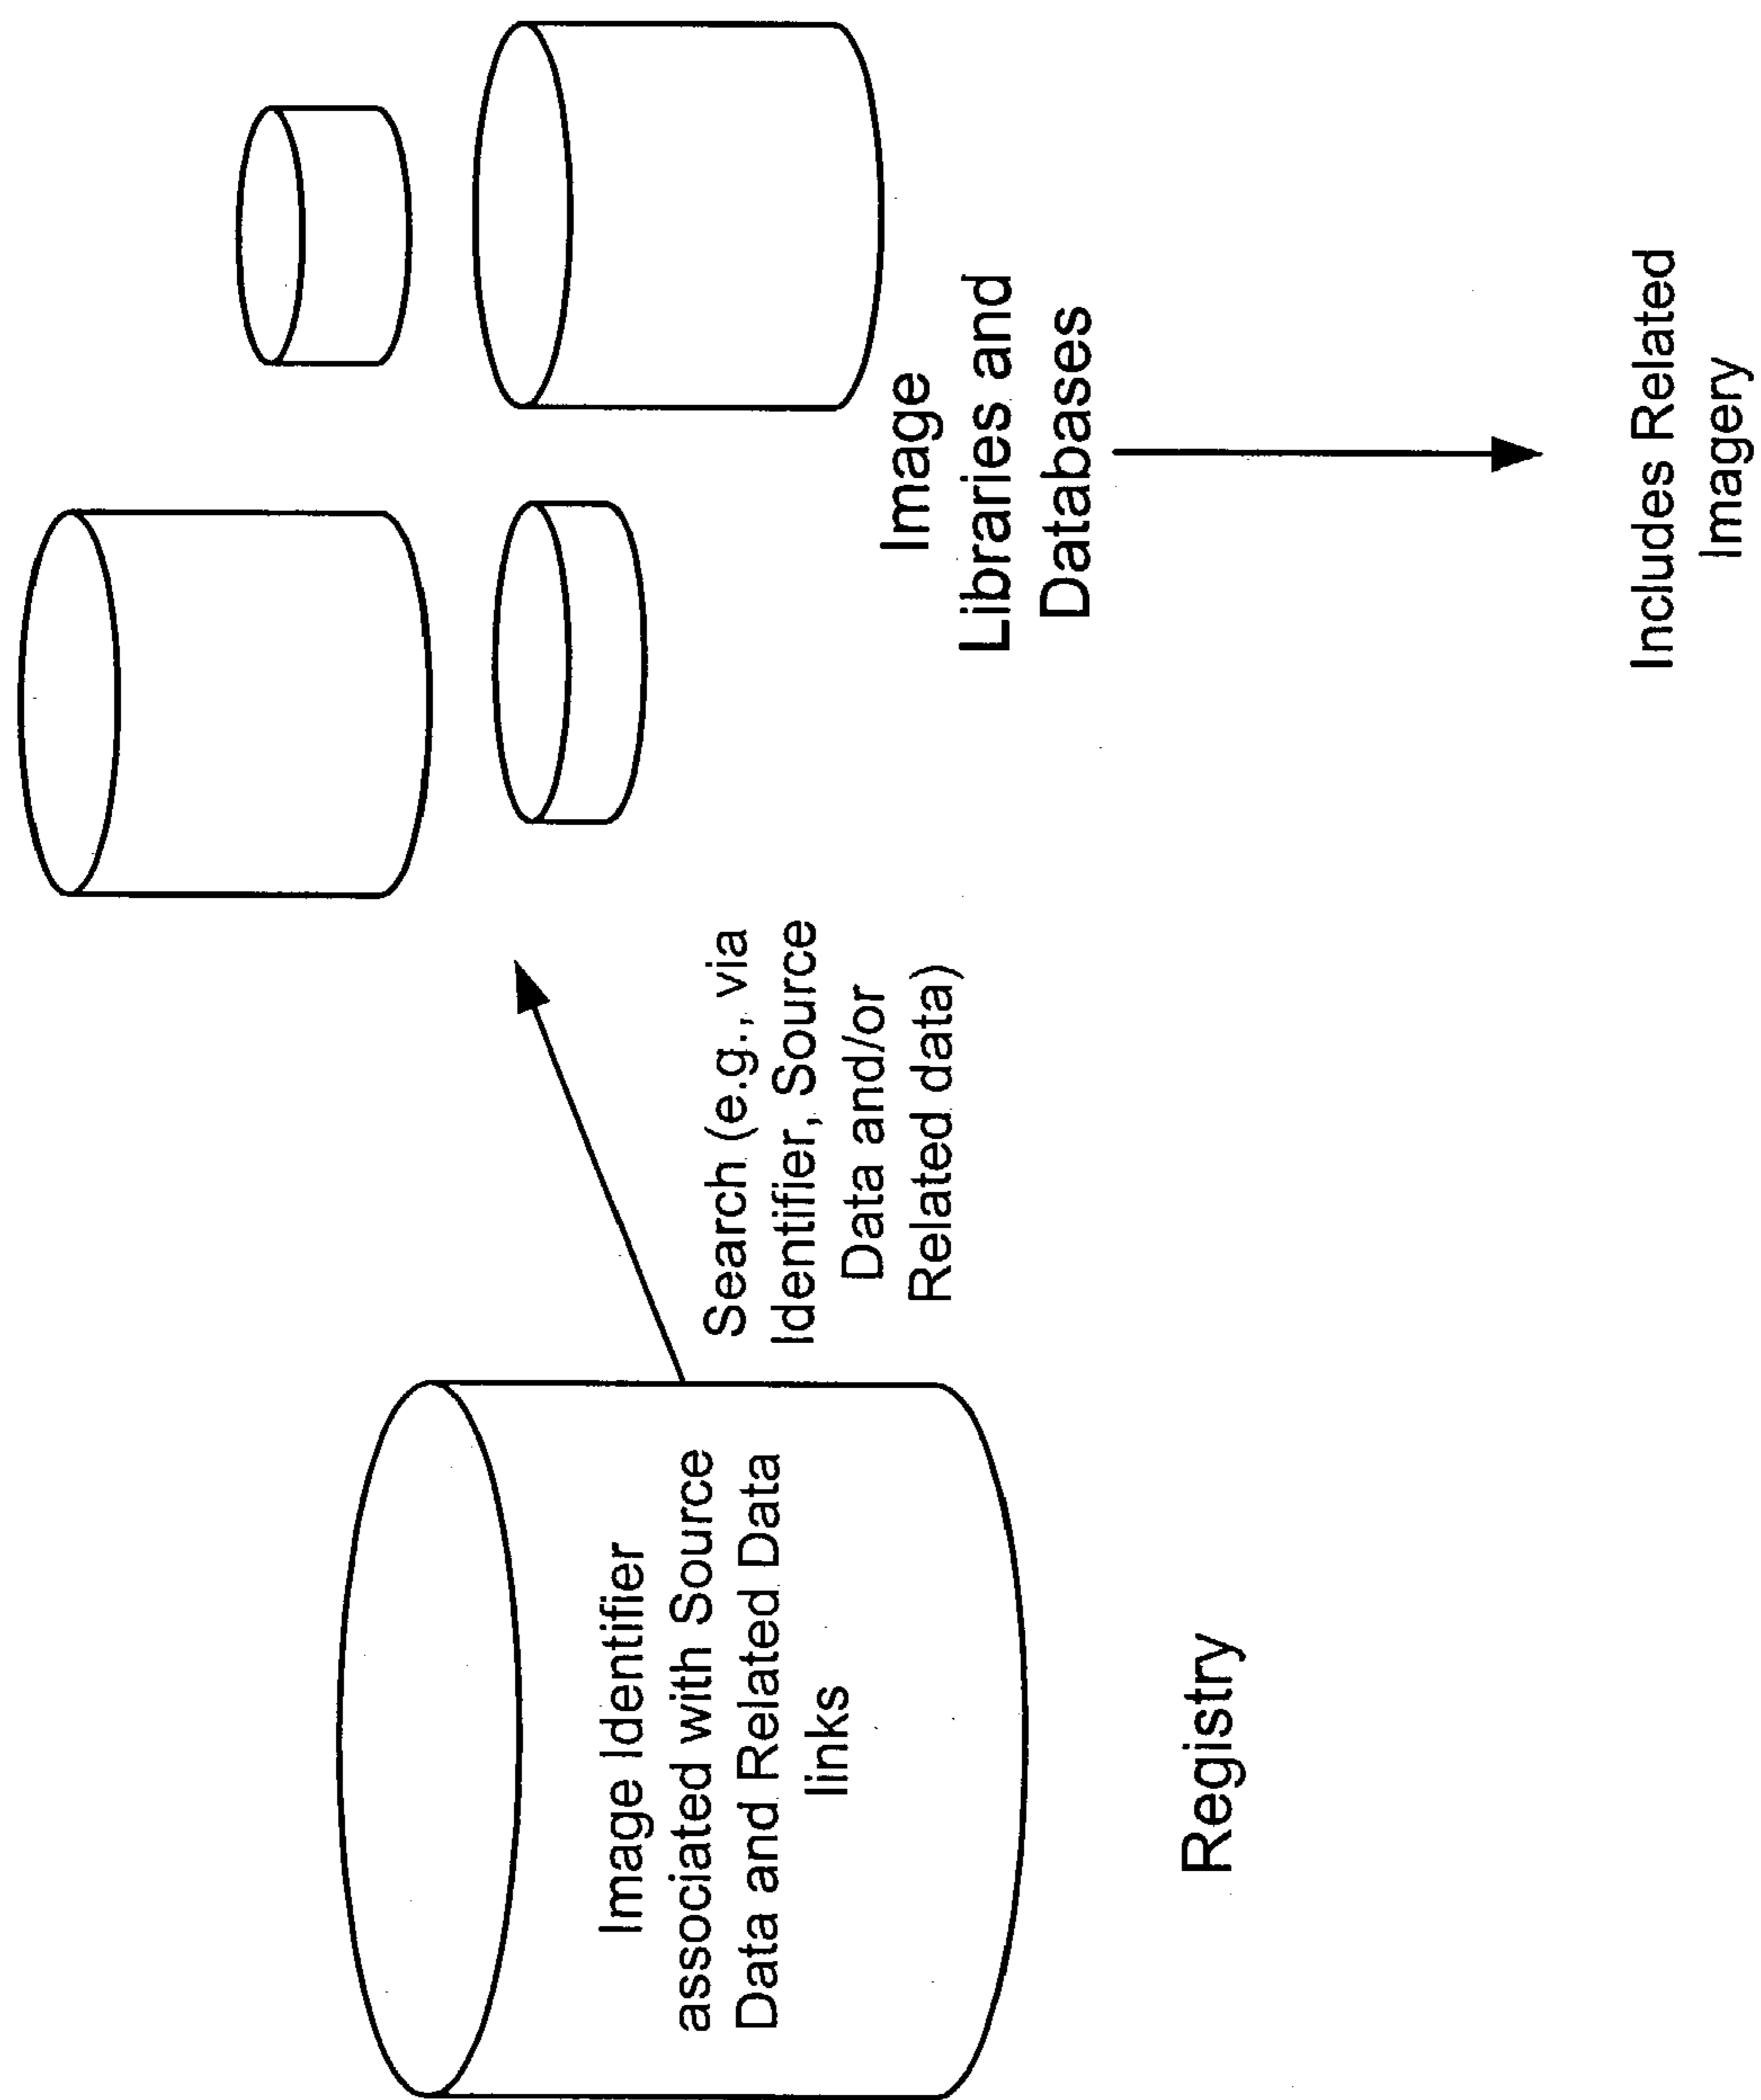 Image Identifier
associated with Source
Data and Related Data
links
Registry
Search (e.g., via
Identifier, Source
Data and/or
Related data)
Image
Libraries and
Databases
Includes Related
Imagery